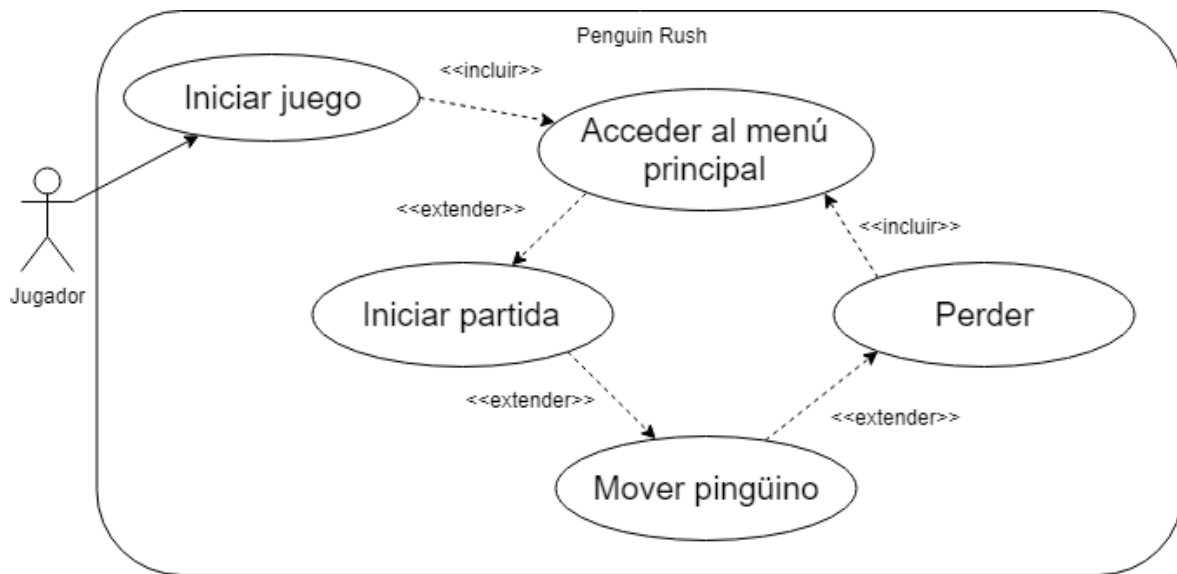 Penguin Rush
Iniciar juego
<<incluir>>
Acceder al menú
principal
<<extender>>
<<incluir>>
Jugador
Iniciar partida
Perder
<<extender>>
<<extender>>
Mover pingüino